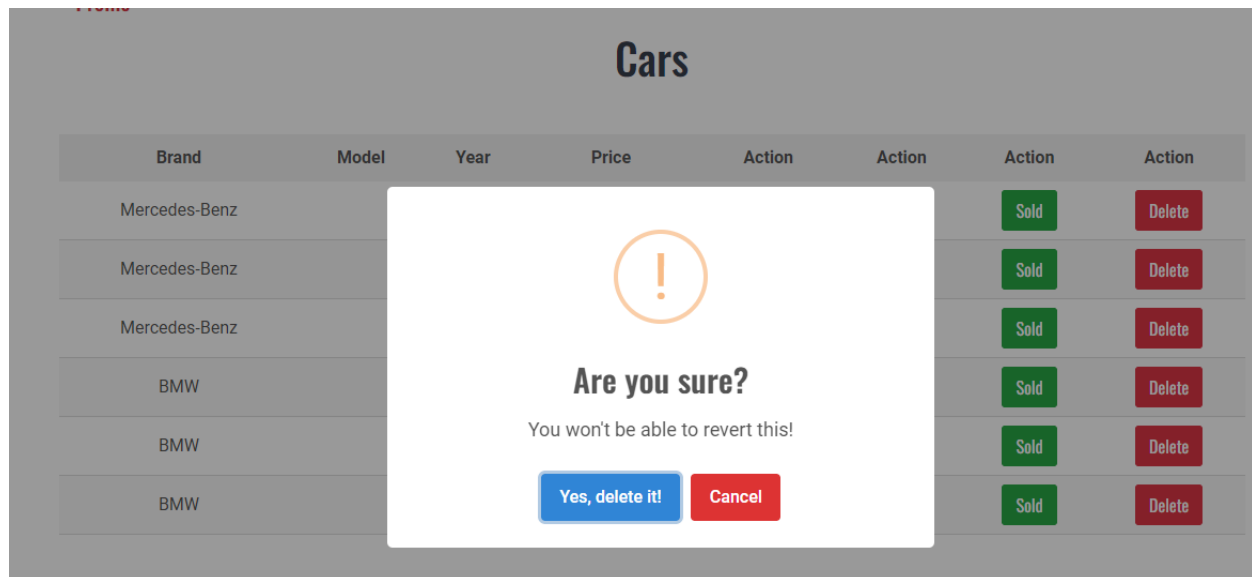 Cars
Brand Model Year Price Action Action Action Action
Mercedes-Benz Sold Delete
Mercedes-Benz Sold Delete
Mercedes-Benz Sold Delete
BMW Sold Delete
BMW Sold Delete
BMW Sold Delete
!
Are you sure?
You won't be able to revert this!
Yes, delete it! Cancel